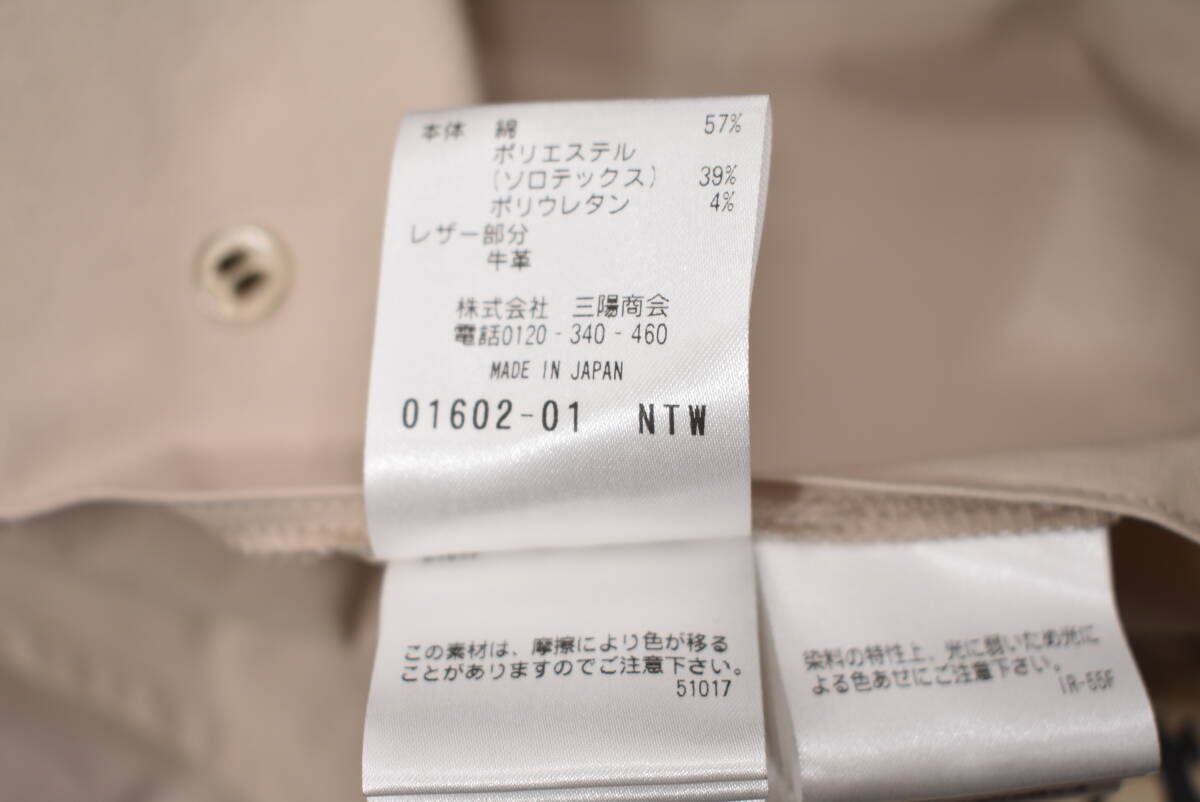 本体 綿 57%
ポリエステル
(ソロテックス) 39%
ポリウレタン 4%
レザー部分
牛革
株式会社 三陽商会
電話0120-340-460
MADE IN JAPAN
01602-01 NTW
この素材は、摩擦により色が移る
ことがありますのでご注意下さい。
51017
染料の特性上、光に弱いため光に
よる色あせにご注意下さい。
IR-55F